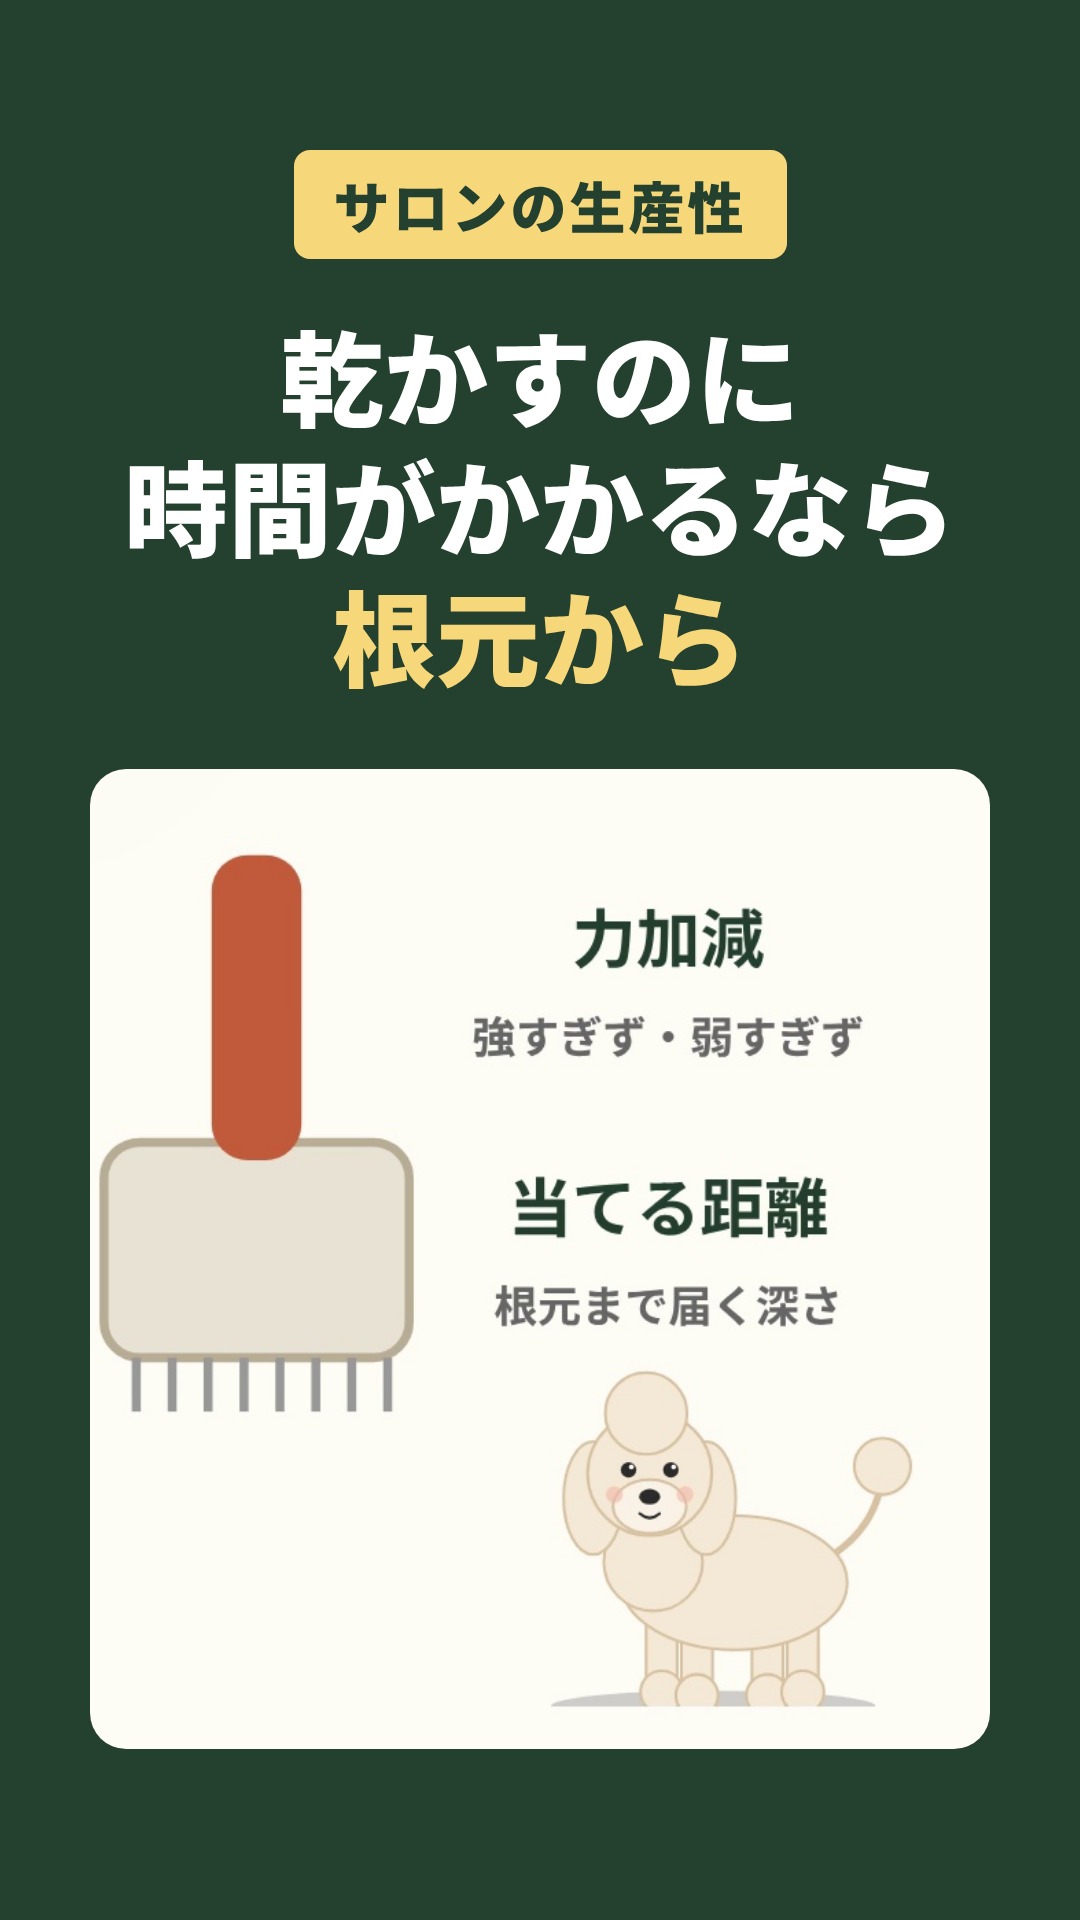 サロンの生産性
乾かすのに
時間がかかるなら
根元から
力加減
強すぎず・弱すぎず
当てる距離
根元まで届く深さ